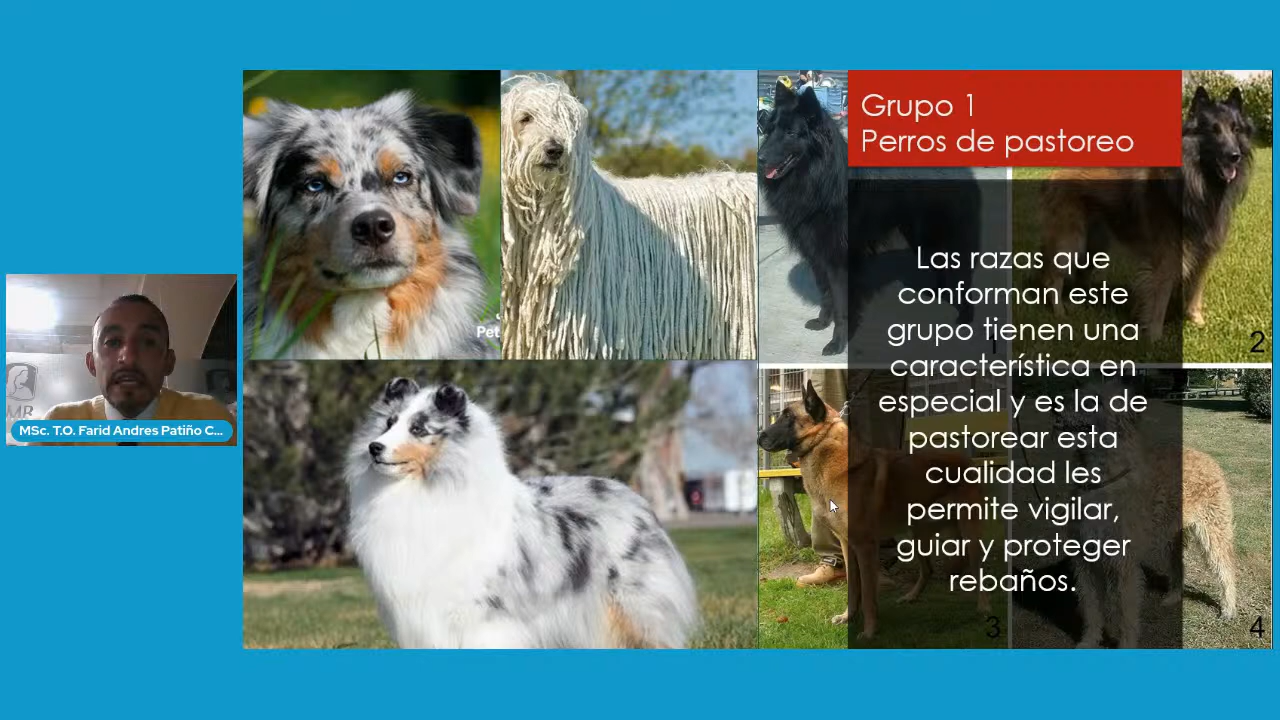 Grupo 1
Perros de pastoreo
Las razas que
conforman este
grupo tienen una
característica en
especial y es la de
pastorear esta
cualidad les
permite vigilar,
guiar y proteger
rebaños.
2
3
4
Pet
MSc. T.O. Farid Andres Patiño C...